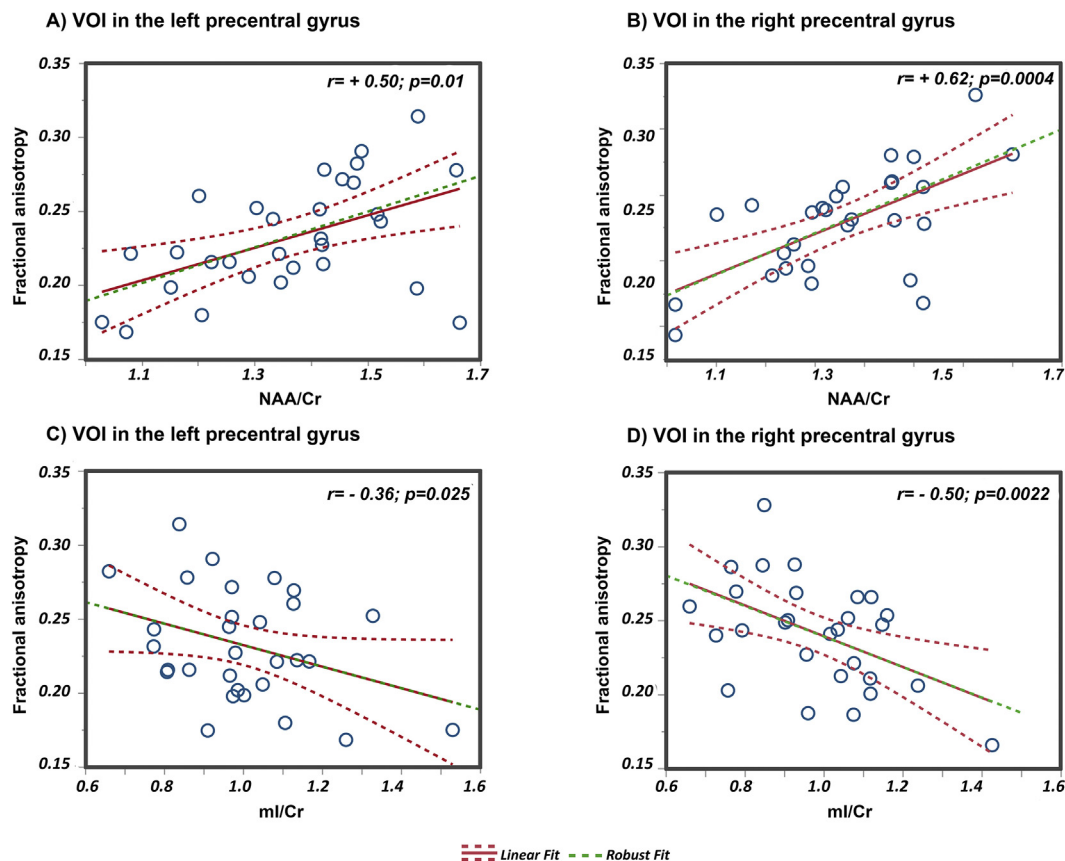 A) VOI in the left precentral gyrus
r= + 0.50; p=0.01
Fractional anisotropy
0.35
0.30
0.25
0.20
0.15
1.1 1.3 1.5 1.7
NAA/Cr
B) VOI in the right precentral gyrus
r= + 0.62; p=0.0004
Fractional anisotropy
0.35
0.30
0.25
0.20
0.15
1.1 1.3 1.5 1.7
NAA/Cr
C) VOI in the left precentral gyrus
r= - 0.36; p=0.025
Fractional anisotropy
0.35
0.30
0.25
0.20
0.15
0.6 0.8 1.0 1.2 1.4 1.6
mI/Cr
D) VOI in the right precentral gyrus
r= - 0.50; p=0.0022
Fractional anisotropy
0.35
0.30
0.25
0.20
0.15
0.6 0.8 1.0 1.2 1.4 1.6
mI/Cr
Linear Fit Robust Fit